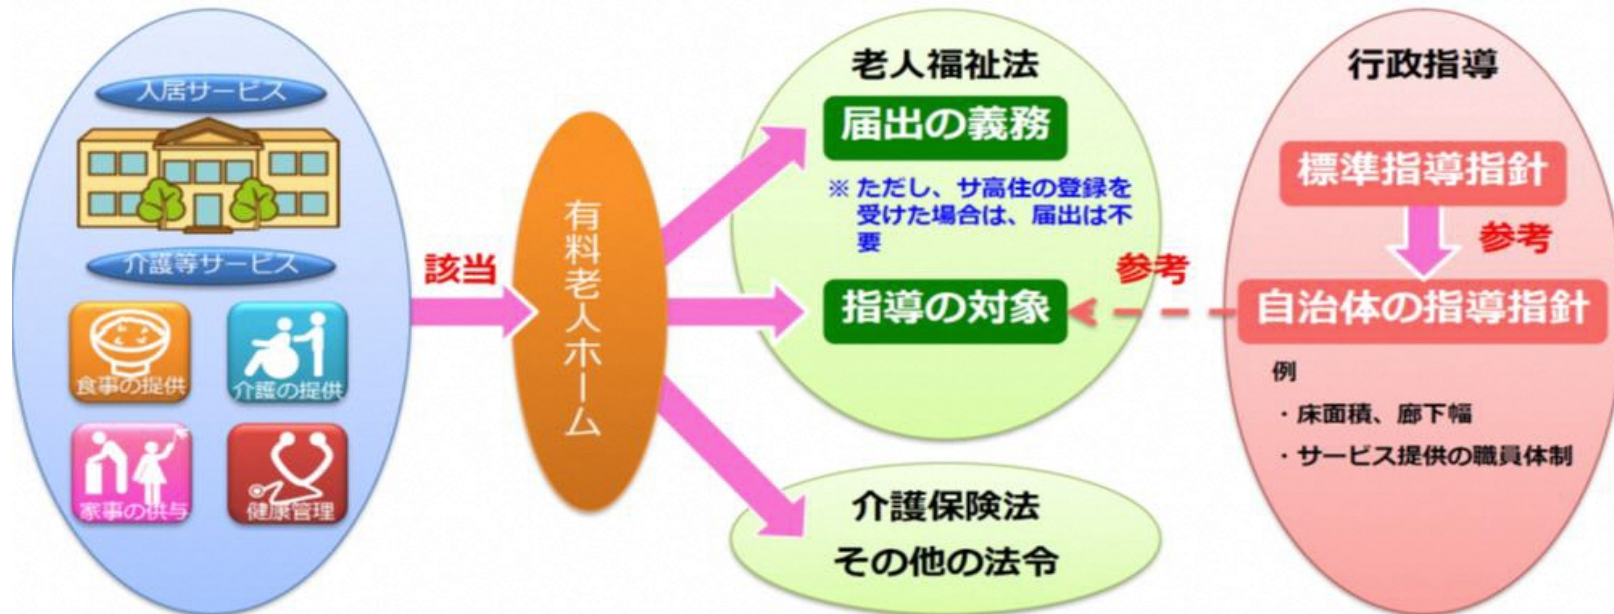 入居サービス
介護等サービス
食事の提供
介護の提供
家事の供与
健康管理
該当
有料老人ホーム
老人福祉法
届出の義務
※ ただし、サ高住の登録を
受けた場合は、届出は不
要
指導の対象
介護保険法
その他の法令
参考
行政指導
標準指導指針
参考
自治体の指導指針
例
・床面積、廊下幅
・サービス提供の職員体制